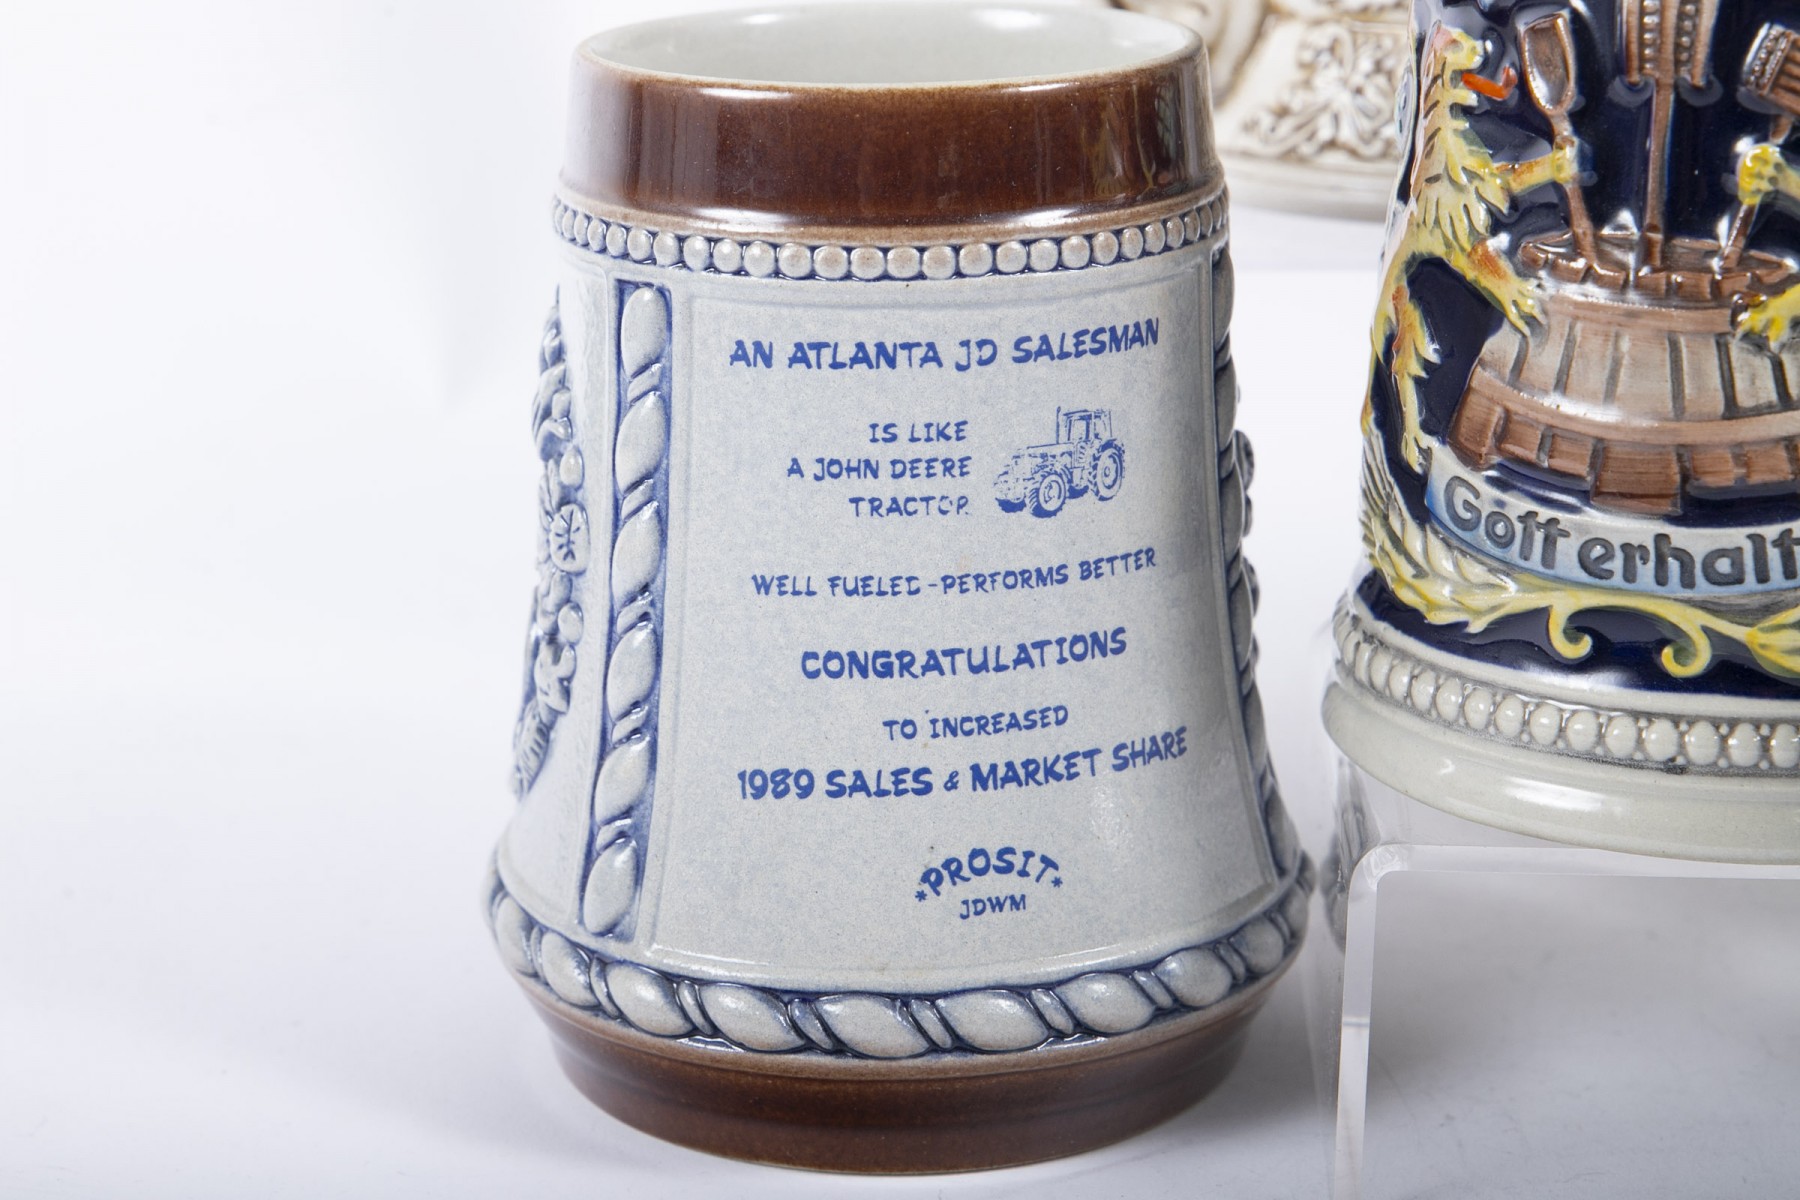 AN ATLANTA JD SALESMAN
IS LIKE
A JOHN DEERE
TRACTOR
WELL FUELED - PERFORMS BETTER
CONGRATULATIONS
TO INCREASED
1989 SALES & MARKET SHARE
*PROSIT*
JDWM
Gott erhalt